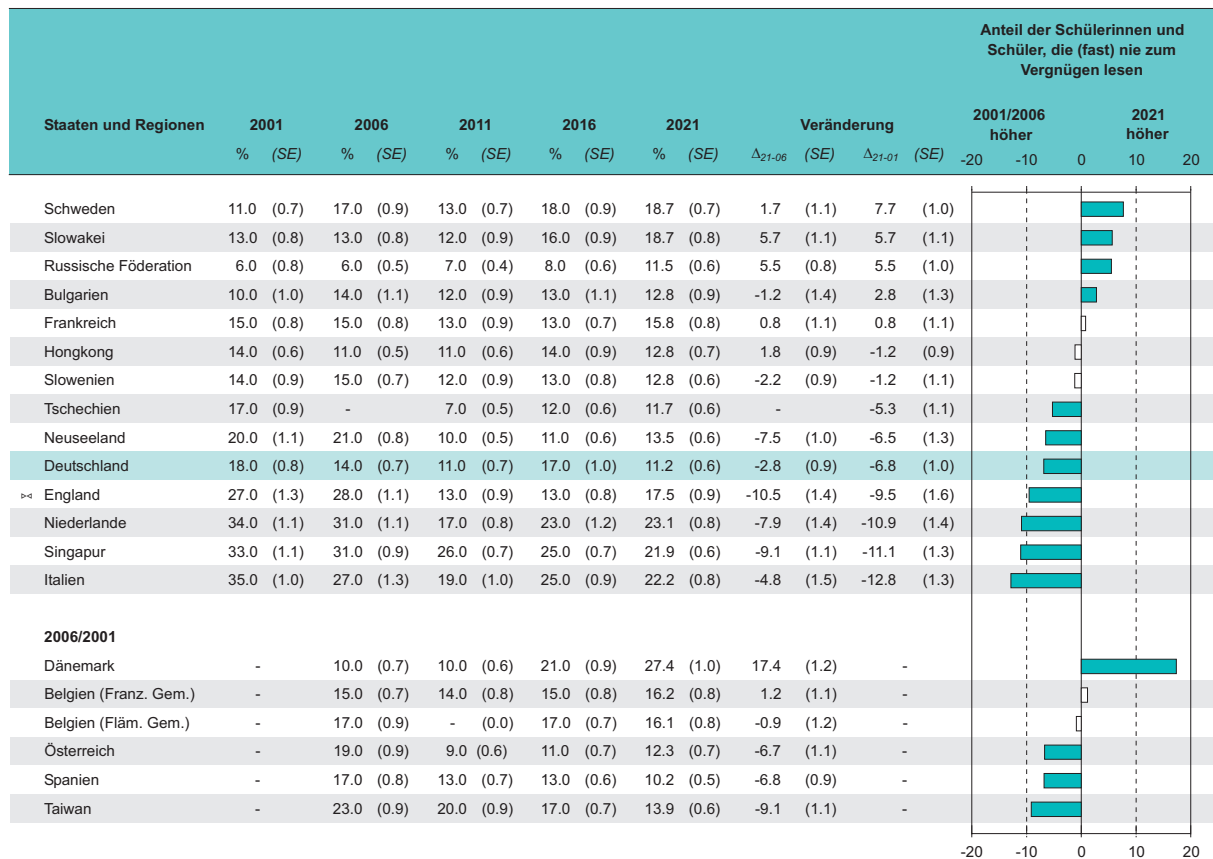 Anteil der Schülerinnen und
Schüler, die (fast) nie zum
Vergnügen lesen
Staaten und Regionen 2001 2006 2011 2016 2021 Veränderung 2001/2006 höher 2021 höher
% (SE) % (SE) % (SE) % (SE) % (SE) Δ21-06 (SE) Δ21-01 (SE) -20 -10 0 10 20
Schweden 11.0 (0.7) 17.0 (0.9) 13.0 (0.7) 18.0 (0.9) 18.7 (0.7) 1.7 (1.1) 7.7 (1.0)
Slowakei 13.0 (0.8) 13.0 (0.8) 12.0 (0.9) 16.0 (0.9) 18.7 (0.8) 5.7 (1.1) 5.7 (1.1)
Russische Föderation 6.0 (0.8) 6.0 (0.5) 7.0 (0.4) 8.0 (0.6) 11.5 (0.6) 5.5 (0.8) 5.5 (1.0)
Bulgarien 10.0 (1.0) 14.0 (1.1) 12.0 (0.9) 13.0 (1.1) 12.8 (0.9) -1.2 (1.4) 2.8 (1.3)
Frankreich 15.0 (0.8) 15.0 (0.8) 13.0 (0.9) 13.0 (0.7) 15.8 (0.8) 0.8 (1.1) 0.8 (1.1)
Hongkong 14.0 (0.6) 11.0 (0.5) 11.0 (0.6) 14.0 (0.9) 12.8 (0.7) 1.8 (0.9) -1.2 (0.9)
Slowenien 14.0 (0.9) 15.0 (0.7) 12.0 (0.9) 13.0 (0.8) 12.8 (0.6) -2.2 (0.9) -1.2 (1.1)
Tschechien 17.0 (0.9) - 7.0 (0.5) 12.0 (0.6) 11.7 (0.6) - -5.3 (1.1)
Neuseeland 20.0 (1.1) 21.0 (0.8) 10.0 (0.5) 11.0 (0.6) 13.5 (0.6) -7.5 (1.0) -6.5 (1.3)
Deutschland 18.0 (0.8) 14.0 (0.7) 11.0 (0.7) 17.0 (1.0) 11.2 (0.6) -2.8 (0.9) -6.8 (1.0)
⋈ England 27.0 (1.3) 28.0 (1.1) 13.0 (0.9) 13.0 (0.8) 17.5 (0.9) -10.5 (1.4) -9.5 (1.6)
Niederlande 34.0 (1.1) 31.0 (1.1) 17.0 (0.8) 23.0 (1.2) 23.1 (0.8) -7.9 (1.4) -10.9 (1.4)
Singapur 33.0 (1.1) 31.0 (0.9) 26.0 (0.7) 25.0 (0.7) 21.9 (0.6) -9.1 (1.1) -11.1 (1.3)
Italien 35.0 (1.0) 27.0 (1.3) 19.0 (1.0) 25.0 (0.9) 22.2 (0.8) -4.8 (1.5) -12.8 (1.3)
2006/2001
Dänemark - 10.0 (0.7) 10.0 (0.6) 21.0 (0.9) 27.4 (1.0) 17.4 (1.2) -
Belgien (Franz. Gem.) - 15.0 (0.7) 14.0 (0.8) 15.0 (0.8) 16.2 (0.8) 1.2 (1.1) -
Belgien (Fläm. Gem.) - 17.0 (0.9) - (0.0) 17.0 (0.7) 16.1 (0.8) -0.9 (1.2) -
Österreich - 19.0 (0.9) 9.0 (0.6) 11.0 (0.7) 12.3 (0.7) -6.7 (1.1) -
Spanien - 17.0 (0.8) 13.0 (0.7) 13.0 (0.6) 10.2 (0.5) -6.8 (0.9) -
Taiwan - 23.0 (0.9) 20.0 (0.9) 17.0 (0.7) 13.9 (0.6) -9.1 (1.1) -
-20 -10 0 10 20